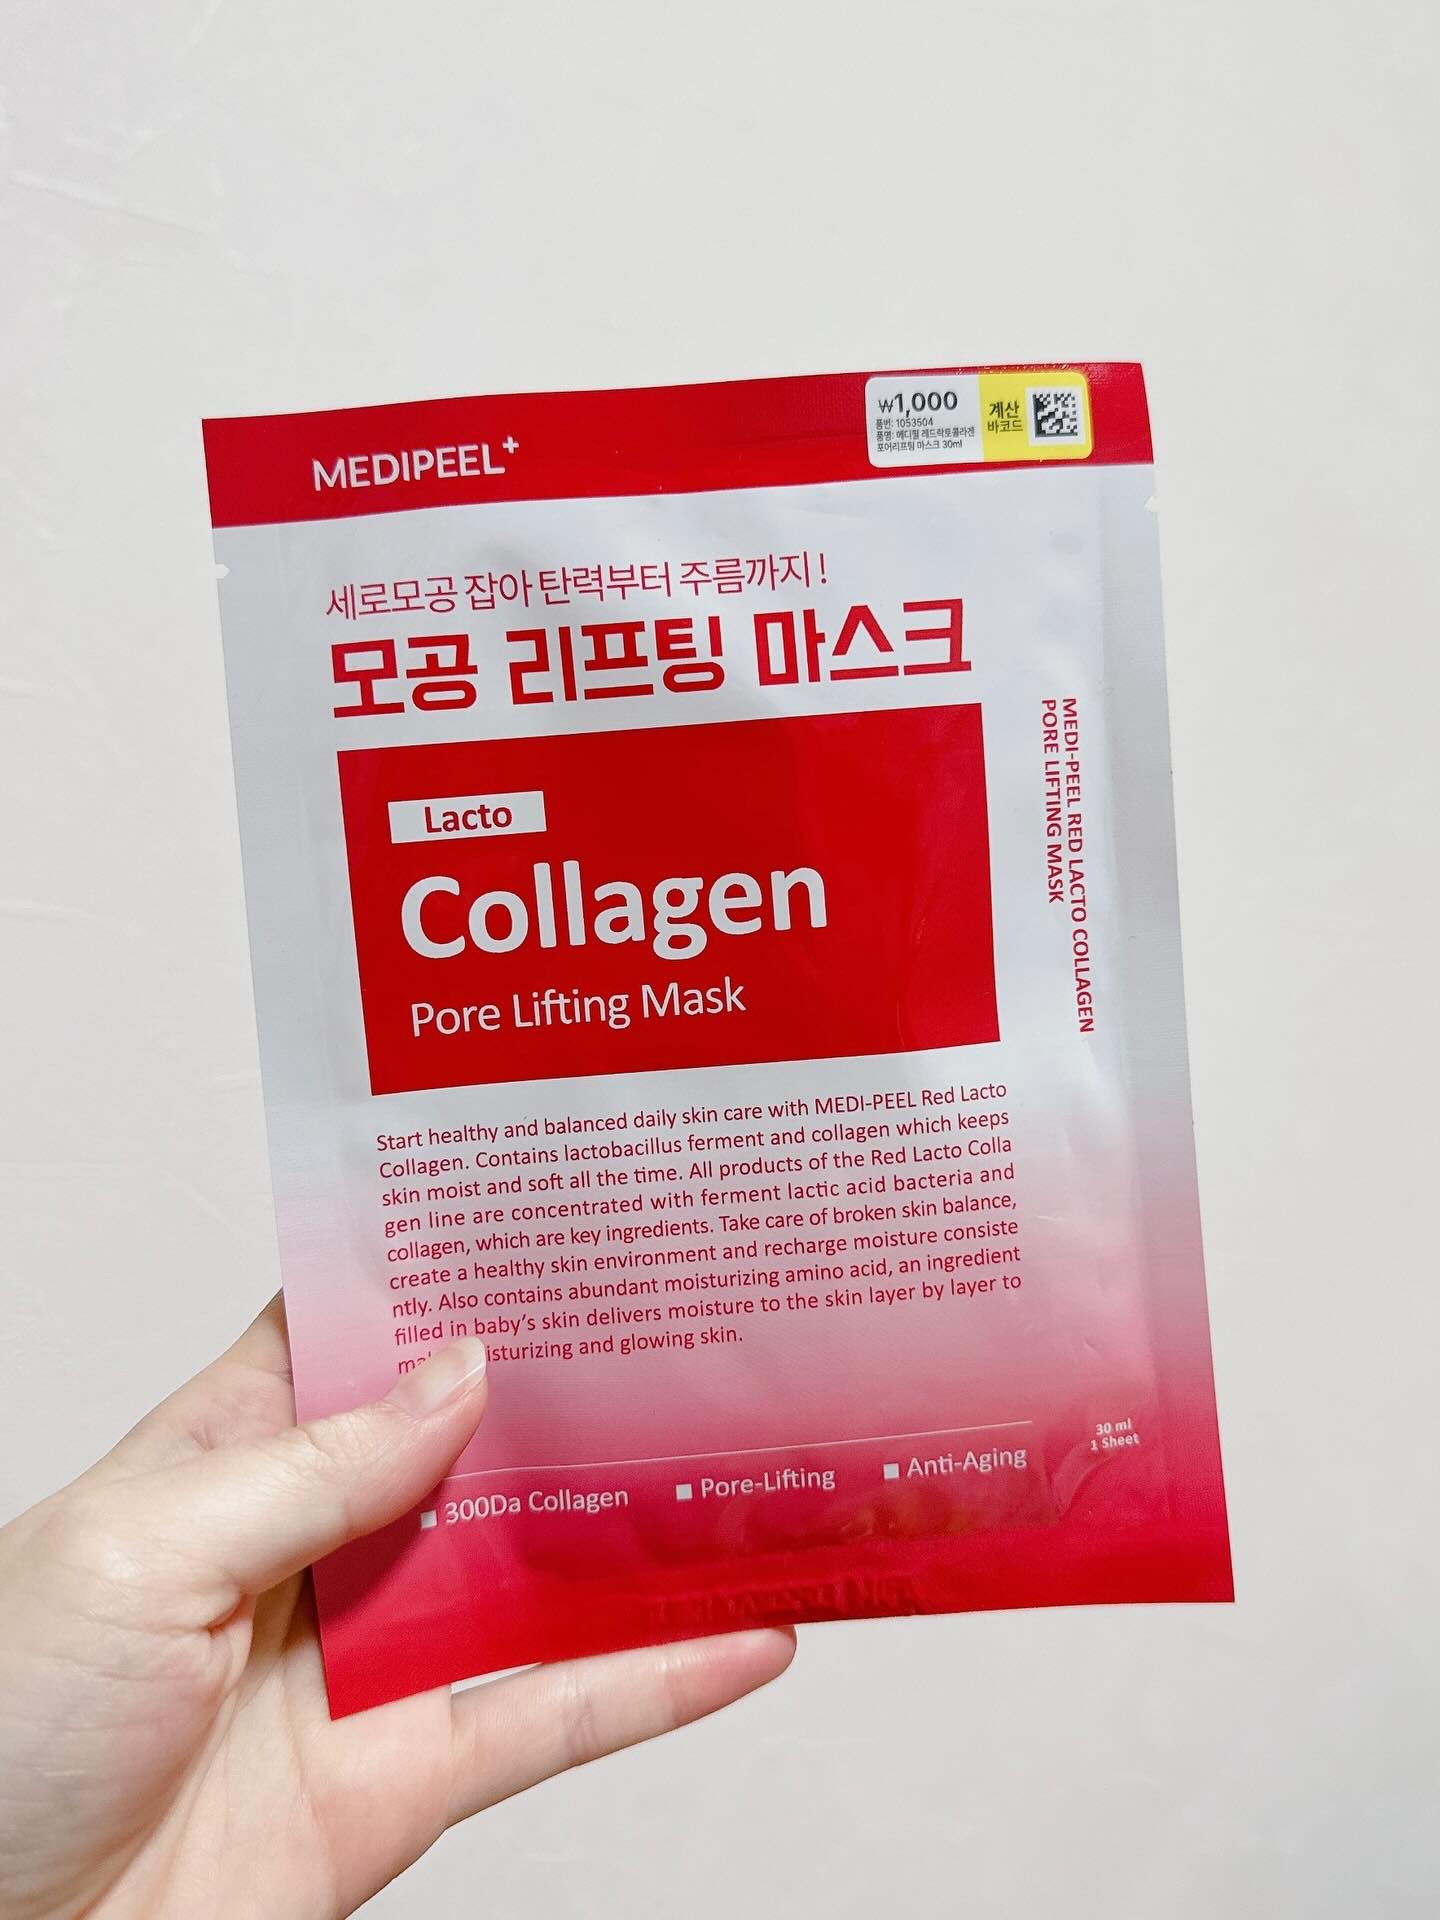 MEDIPEEL+
₩1,000
품번: 1053504
품명: 메디필 레드락토콜라겐
포어리프팅 마스크 30ml
계산
바코드
세로모공 잡아 탄력부터 주름까지!
모공 리프팅 마스크
Lacto
Collagen
Pore Lifting Mask
MEDI-PEEL RED LACTO COLLAGEN
PORE LIFTING MASK
Start healthy and balanced daily skin care with MEDI-PEEL Red Lacto
Collagen. Contains lactobacillus ferment and collagen which keeps
skin moist and soft all the time. All products of the Red Lacto Colla
gen line are concentrated with ferment lactic acid bacteria and
collagen, which are key ingredients. Take care of broken skin balance,
create a healthy skin environment and recharge moisture consiste
ntly. Also contains abundant moisturizing amino acid, an ingredient
filled in baby's skin delivers moisture to the skin layer by layer to
and glowing skin.
30 ml
1 Sheet
300Da Collagen
Pore-Lifting
Anti-Aging